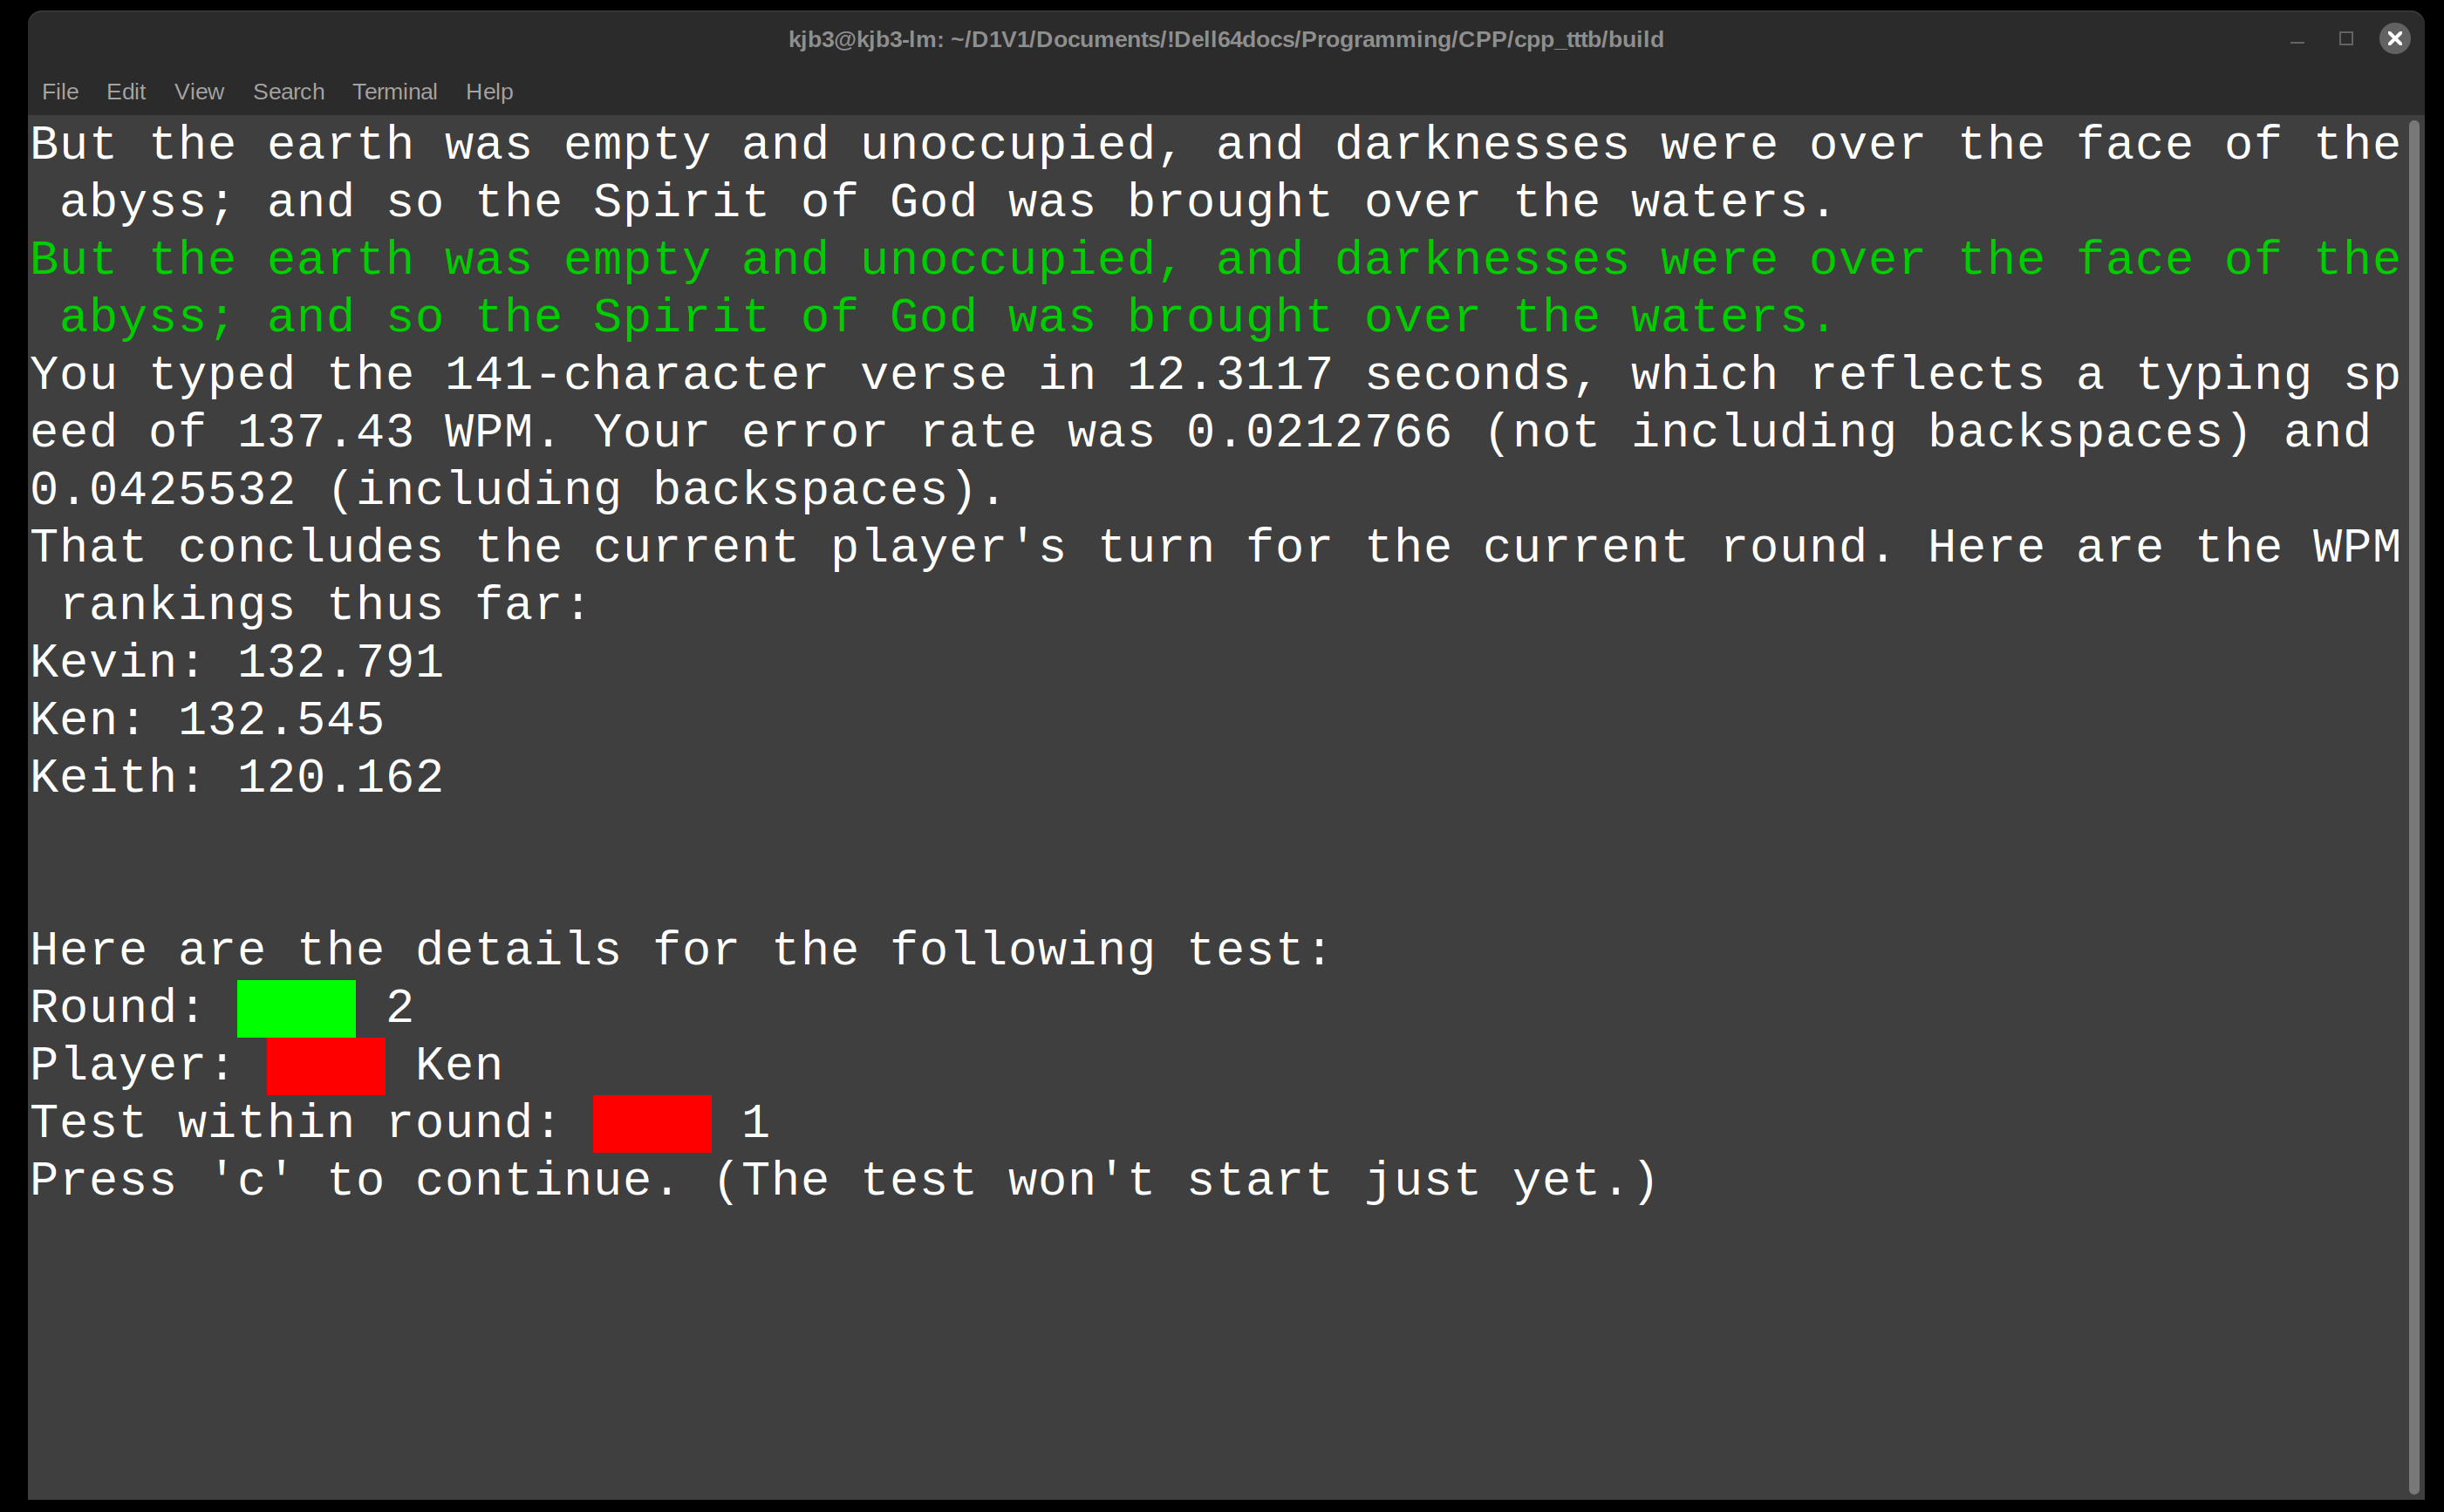 kjb3@kjb3-lm: ~/D1V1/Documents/!Dell64docs/Programming/CPP/cpp_tttb/build
File Edit View Search Terminal Help
But the earth was empty and unoccupied, and darknesses were over the face of the
 abyss; and so the Spirit of God was brought over the waters.
But the earth was empty and unoccupied, and darknesses were over the face of the
 abyss; and so the Spirit of God was brought over the waters.
You typed the 141-character verse in 12.3117 seconds, which reflects a typing sp
eed of 137.43 WPM. Your error rate was 0.0212766 (not including backspaces) and
0.0425532 (including backspaces).
That concludes the current player's turn for the current round. Here are the WPM
 rankings thus far:
Kevin: 132.791
Ken: 132.545
Keith: 120.162
Here are the details for the following test:
Round: 2
Player: Ken
Test within round: 1
Press 'c' to continue. (The test won't start just yet.)